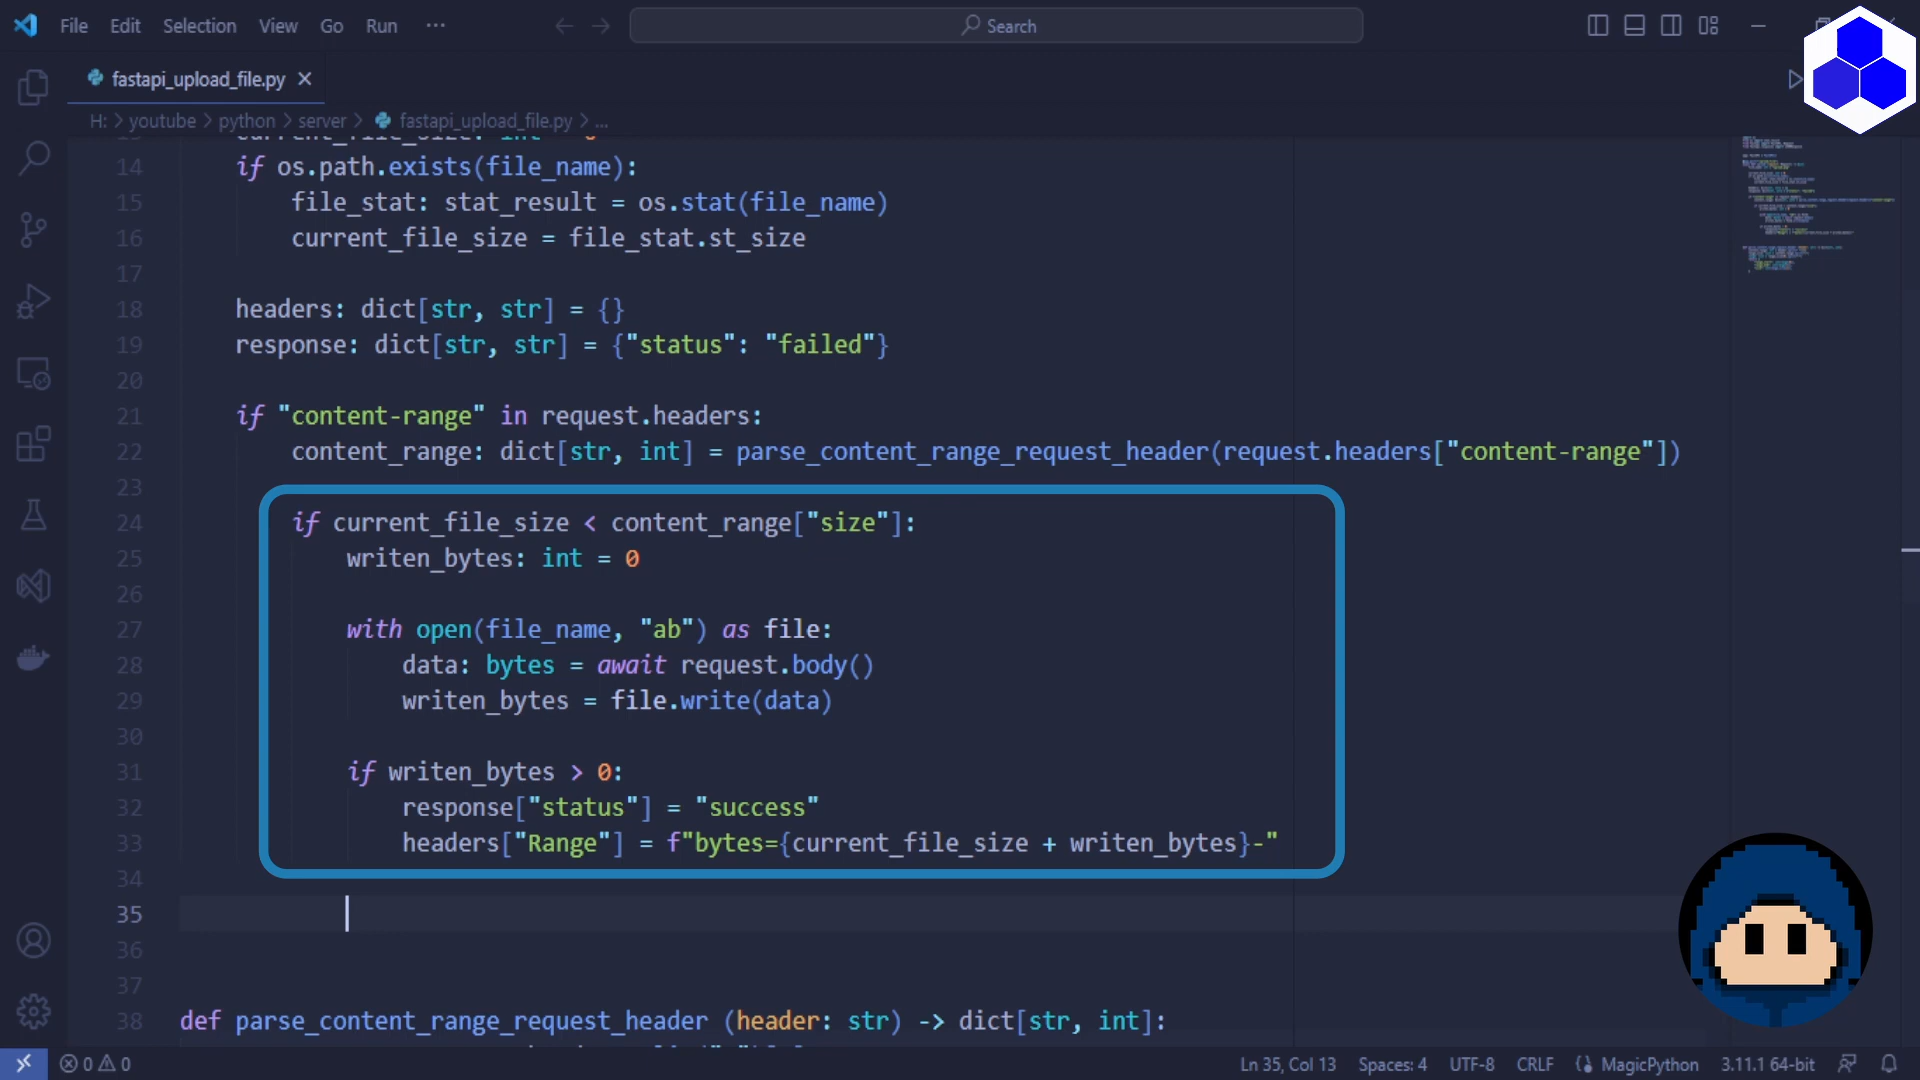 File Edit Selection View Go Run ··· Search
fastapi_upload_file.py
H: > youtube > python > server > fastapi_upload_file.py > ...
14 if os.path.exists(file_name):
15 file_stat: stat_result = os.stat(file_name)
16 current_file_size = file_stat.st_size
17
18 headers: dict[str, str] = {}
19 response: dict[str, str] = {"status": "failed"}
20
21 if "content-range" in request.headers:
22 content_range: dict[str, int] = parse_content_range_request_header(request.headers["content-range"])
23
24 if current_file_size < content_range["size"]:
25 writen_bytes: int = 0
26
27 with open(file_name, "ab") as file:
28 data: bytes = await request.body()
29 writen_bytes = file.write(data)
30
31 if writen_bytes > 0:
32 response["status"] = "success"
33 headers["Range"] = f"bytes={current_file_size + writen_bytes}-"
34
35
36
37
38 def parse_content_range_request_header (header: str) -> dict[str, int]:
0 0 Ln 35, Col 13 Spaces: 4 UTF-8 CRLF MagicPython 3.11.1 64-bit